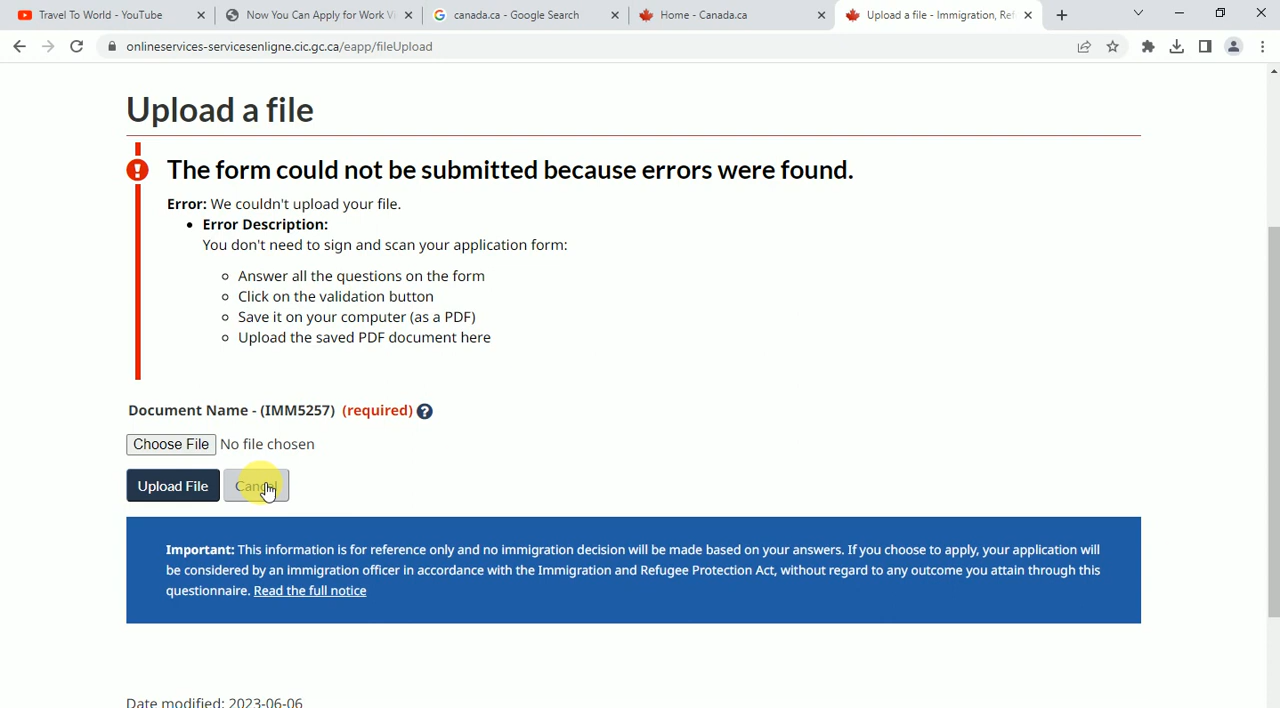 Travel To World - YouTube
Now You Can Apply for Work Vi
canada.ca - Google Search
Home - Canada.ca
Upload a file - Immigration, Ref
onlineservices-servicesenligne.cic.gc.ca/eapp/fileUpload
Upload a file
The form could not be submitted because errors were found.
Error: We couldn't upload your file.
• Error Description:
You don't need to sign and scan your application form:
Answer all the questions on the form
Click on the validation button
Save it on your computer (as a PDF)
Upload the saved PDF document here
Document Name - (IMM5257) (required)
Choose File No file chosen
Upload File Cancel
Important: This information is for reference only and no immigration decision will be made based on your answers. If you choose to apply, your application will
be considered by an immigration officer in accordance with the Immigration and Refugee Protection Act, without regard to any outcome you attain through this
questionnaire. Read the full notice
Date modified: 2023-06-06